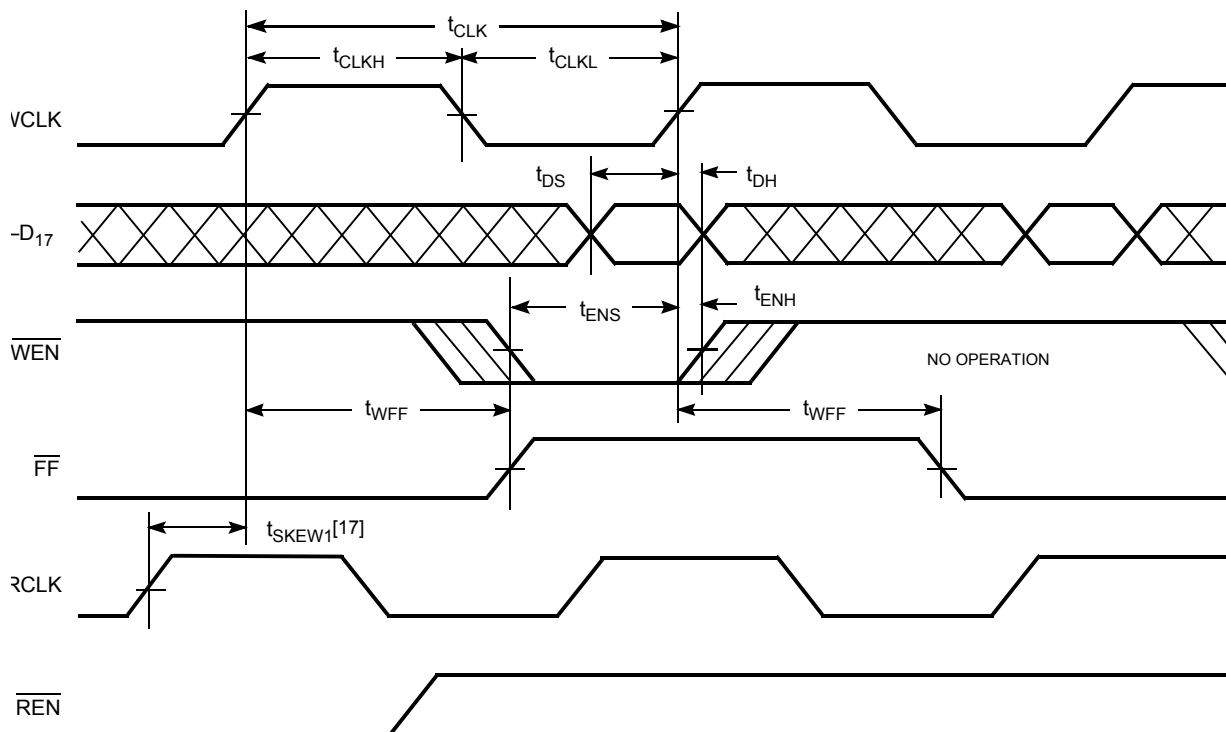 tCLK
tCLKH
tCLKL
WCLK
tDS
tDH
–D17
tENS
tENH
WEN
NO OPERATION
tWFF
tWFF
FF
tSKEW1[17]
RCLK
REN